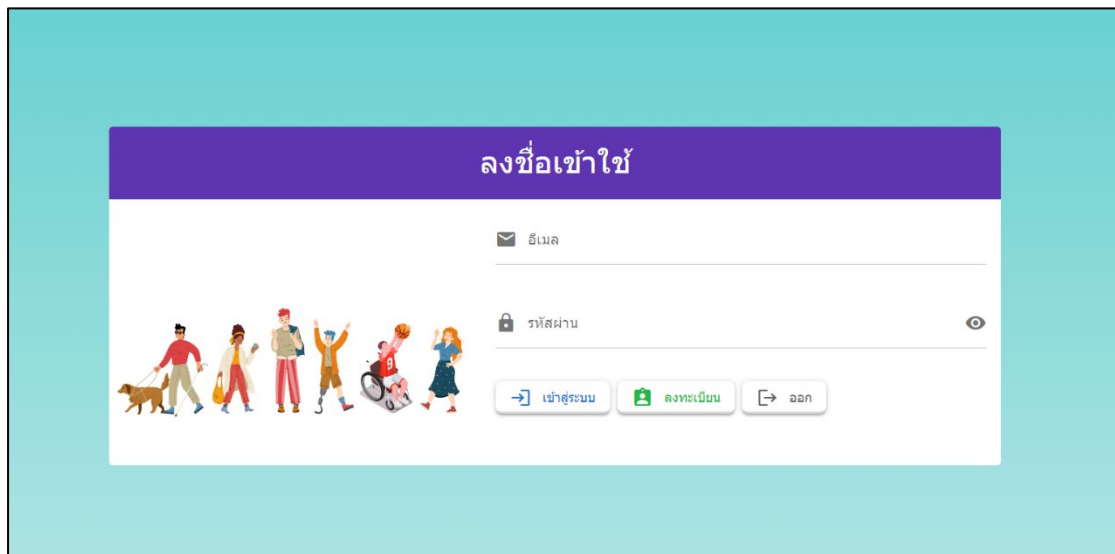 ลงชื่อเข้าใช้
อีเมล
รหัสผ่าน
เข้าสู่ระบบ ลงทะเบียน ออก
9